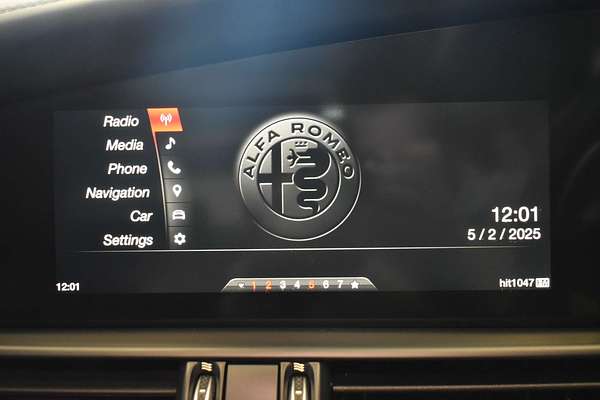 Radio
Media
Phone
Navigation
Car
Settings
ALFA ROMEO
12:01
5 / 2 / 2025
12:01
1 2 3 4 5 6 7
hit1047